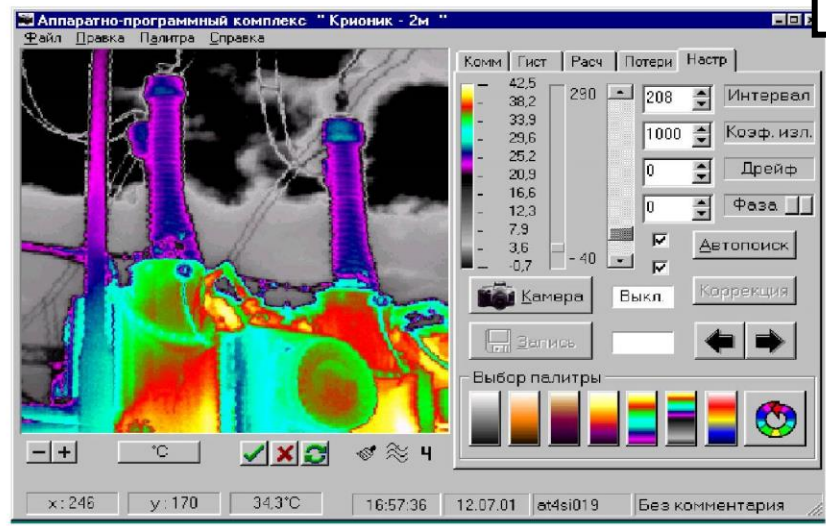 Аппаратно-программный комплекс " Крионик - 2м "
Файл Правка Палитра Справка
Комм Гист Расч Потери Настр
42,5
38,2
33,9
29,6
25,2
20,9
16,6
12,3
7,9
3,6
-0,7
290
- 40
208 Интервал
1000 Коэф. изл.
0 Дрейф
0 Фаза
Автопоиск
Камера Выкл. Коррекция
Запись
Выбор палитры
- + °C Ч
x : 246 y : 170 34,3°C 16:57:36 12.07.01 at4si019 Без комментария